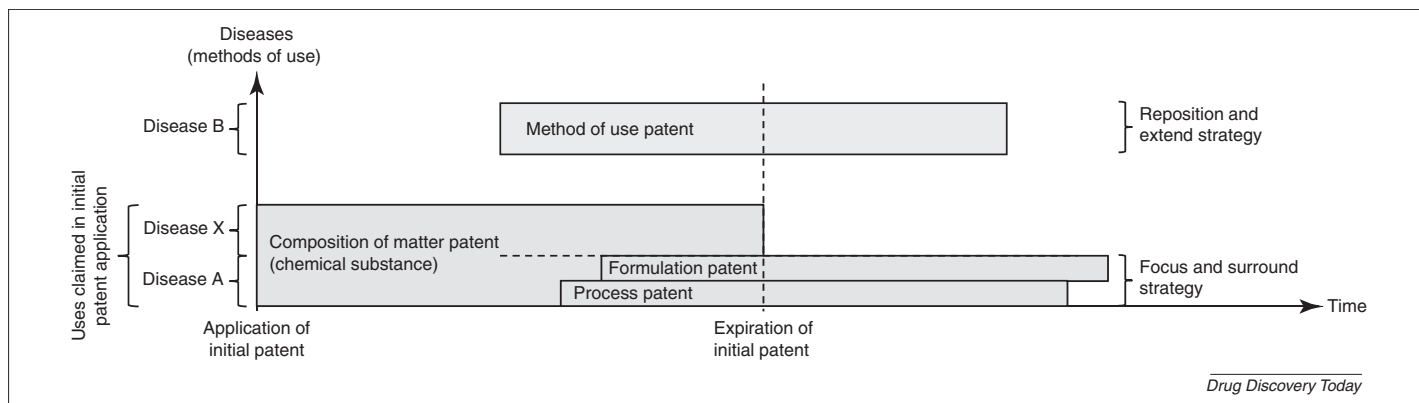 Diseases
(methods of use)
Disease B
Method of use patent
Reposition and
extend strategy
Uses claimed in initial
patent application
Disease X
Composition of matter patent
(chemical substance)
Disease A
Formulation patent
Process patent
Focus and surround
strategy
Time
Application of
initial patent
Expiration of
initial patent
Drug Discovery Today